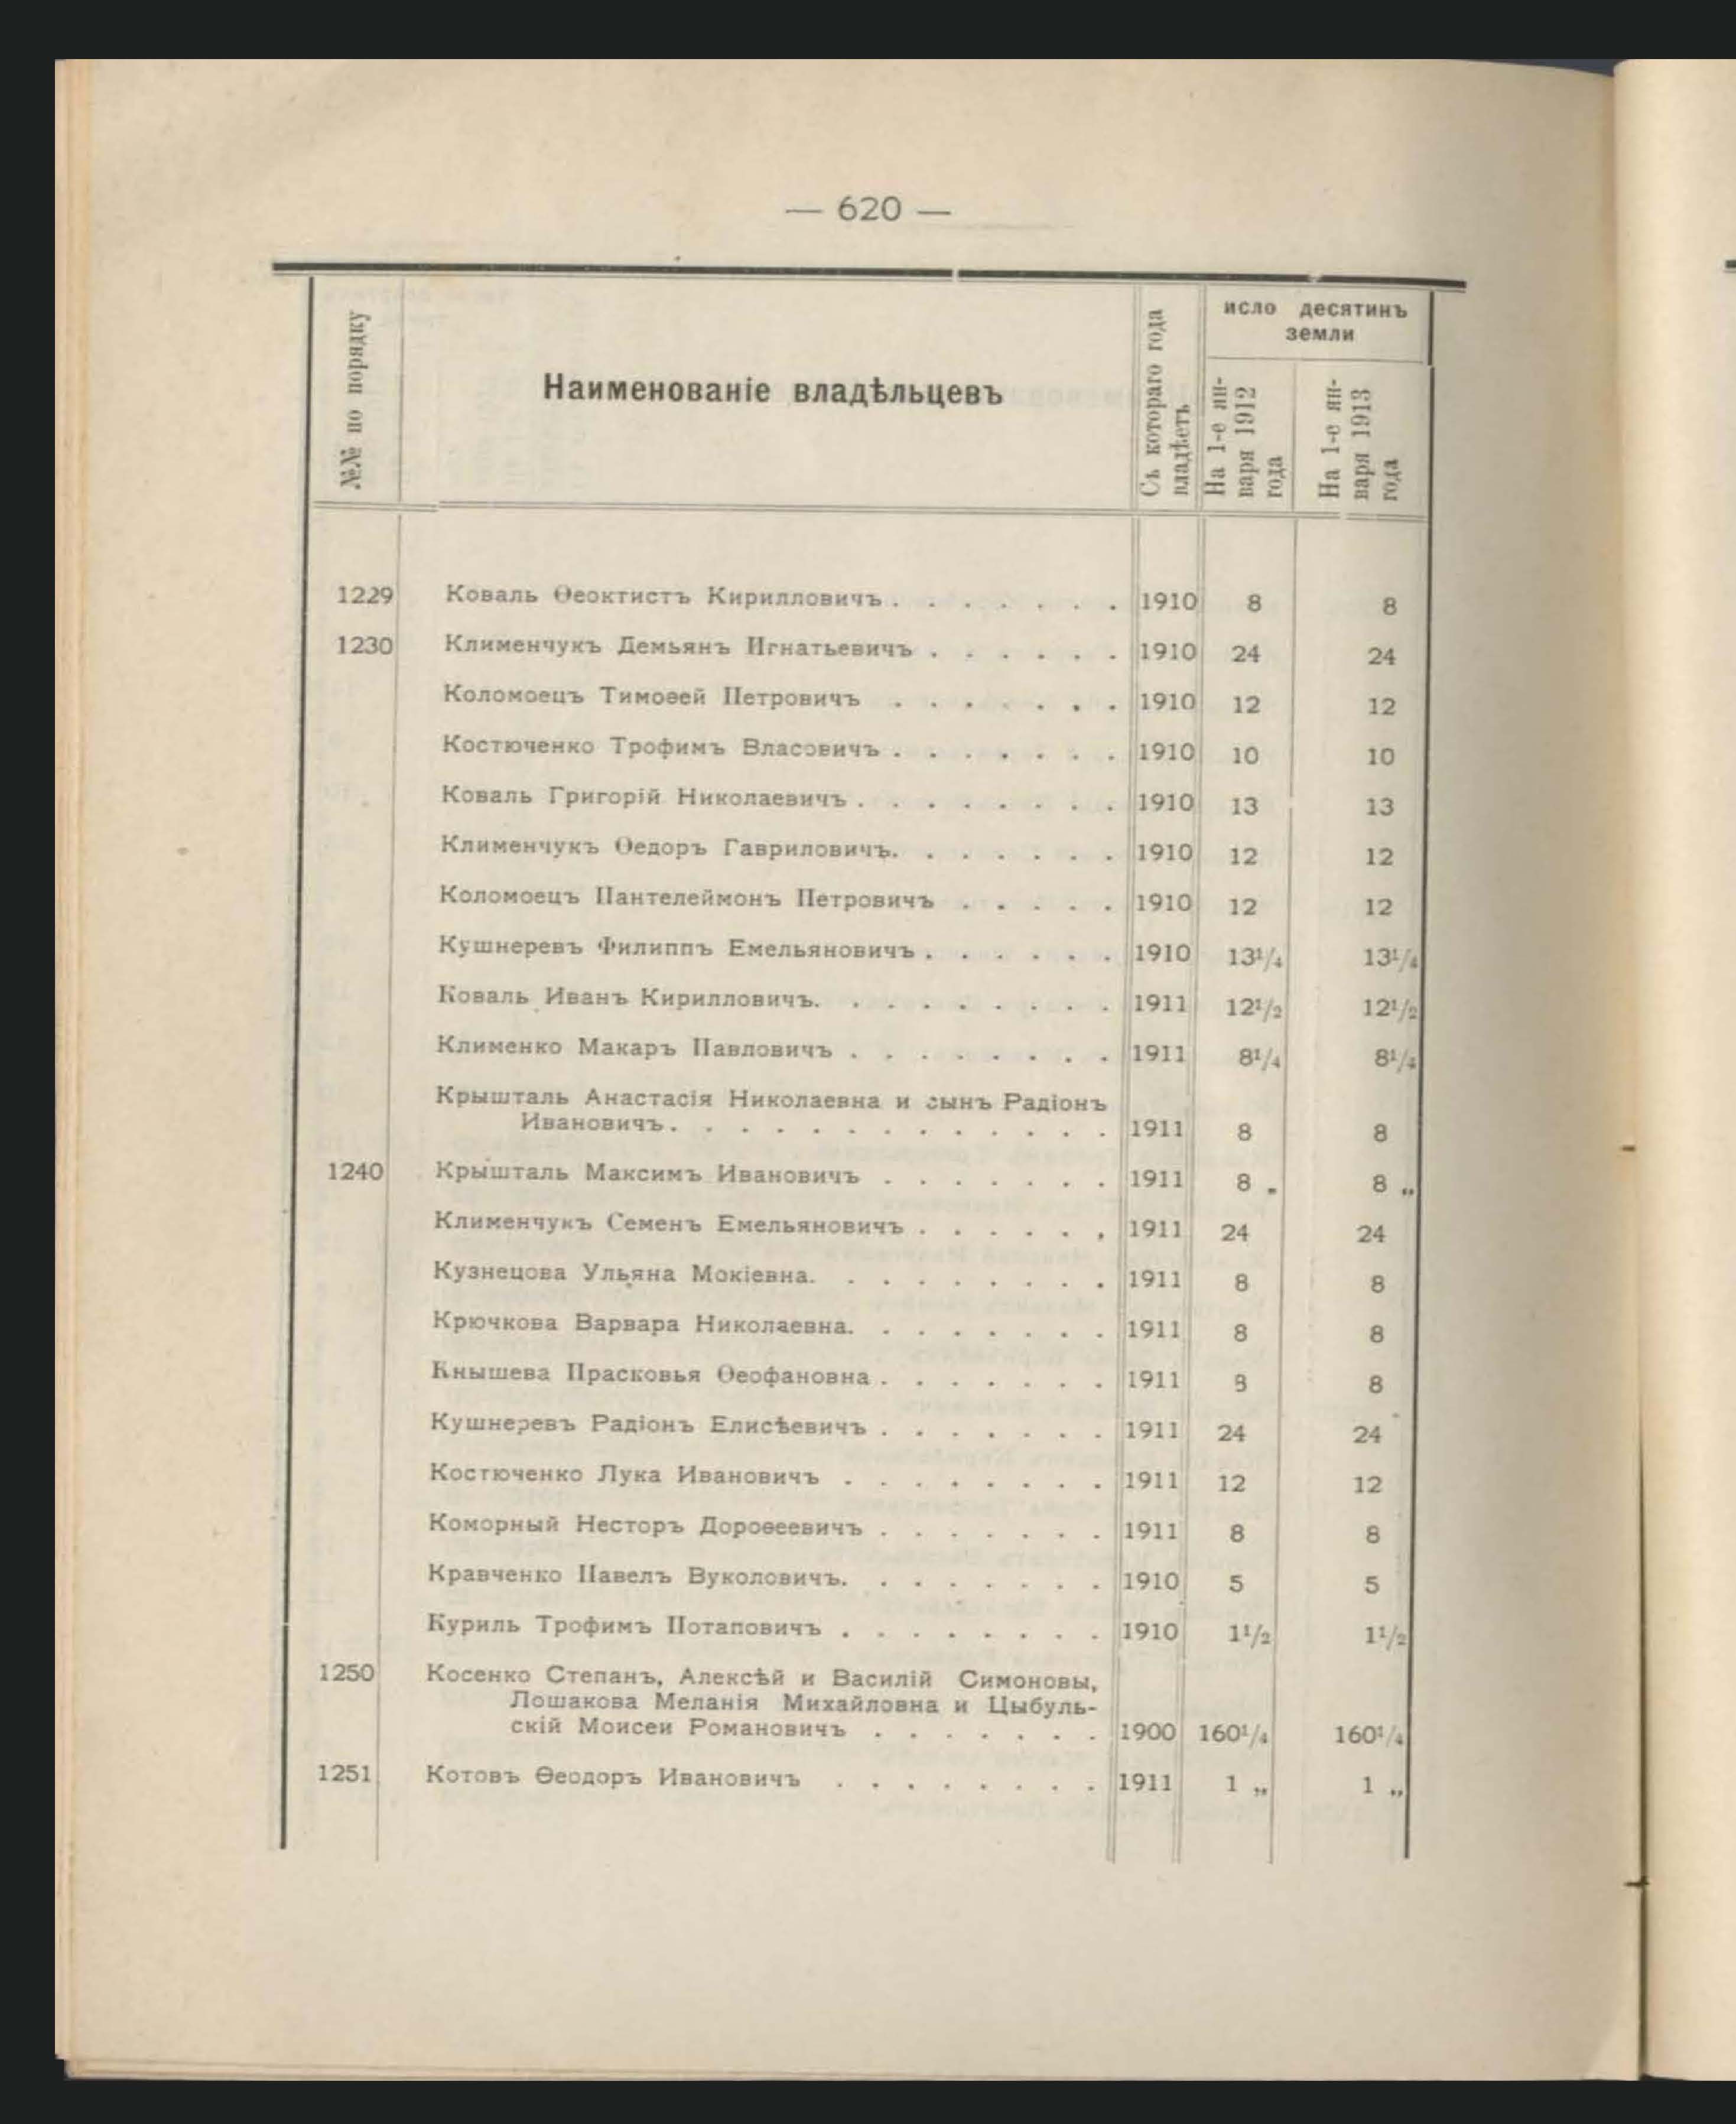 — 620 —
№№ по порядку
Наименованіе владѣльцевъ
Съ котораго года
владѣетъ
исло десятинъ
земли
На 1-е ян-
варя 1912
года
На 1-е ян-
варя 1913
года
1229 Коваль Ѳеоктистъ Кирилловичъ . . . . . . . 1910 8 8
1230 Клименчукъ Демьянъ Игнатьевичъ . . . . . . 1910 24 24
Коломоецъ Тимоѳей Петровичъ . . . . . . . 1910 12 12
Костюченко Трофимъ Власовичъ . . . . . . . 1910 10 10
Коваль Григорій Николаевичъ . . . . . . . . 1910 13 13
Клименчукъ Ѳедоръ Гавриловичъ. . . . . . . 1910 12 12
Коломоецъ Пантелеймонъ Петровичъ . . . . . 1910 12 12
Кушнеревъ Филиппъ Емельяновичъ . . . . . . 1910 13¹/₄ 13¹/₄
Коваль Иванъ Кирилловичъ. . . . . . . . . 1911 12¹/₂ 12¹/₂
Клименко Макаръ Павловичъ . . . . . . . . 1911 8¹/₄ 8¹/₄
Крышталь Анастасія Николаевна и сынъ Радіонъ
Ивановичъ . . . . . . . . . . . . . 1911 8 8
1240 Крышталь Максимъ Ивановичъ . . . . . . . 1911 8 „ 8 „
Клименчукъ Семенъ Емельяновичъ . . . . . , 1911 24 24
Кузнецова Ульяна Мокіевна. . . . . . . . . 1911 8 8
Крючкова Варвара Николаевна. . . . . . . . 1911 8 8
Кнышева Прасковья Ѳеофановна . . . . . . . 1911 8 8
Кушнеревъ Радіонъ Елисѣевичъ . . . . . . . 1911 24 24
Костюченко Лука Ивановичъ . . . . . . . . 1911 12 12
Коморный Несторъ Дороѳеевичъ . . . . . . . 1911 8 8
Кравченко Павелъ Вуколовичъ. . . . . . . . 1910 5 5
Куриль Трофимъ Потаповичъ . . . . . . . . 1910 1¹/₂ 1¹/₂
1250 Косенко Степанъ, Алексѣй и Василій Симоновы,
Лошакова Меланія Михайловна и Цыбуль-
скій Моисеи Романовичъ . . . . . . . 1900 160¹/₄ 160¹/₄
1251 Котовъ Ѳеодоръ Ивановичъ . . . . . . . . 1911 1 „ 1 „